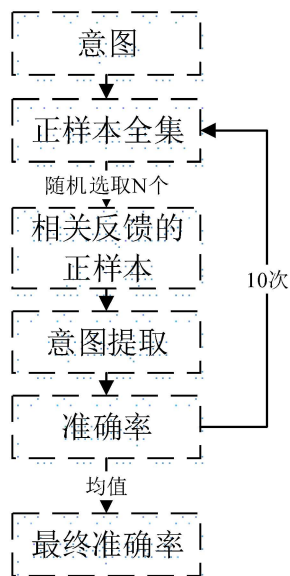 意图
正样本全集
随机选取N个
相关反馈的
正样本
10次
意图提取
准确率
均值
最终准确率